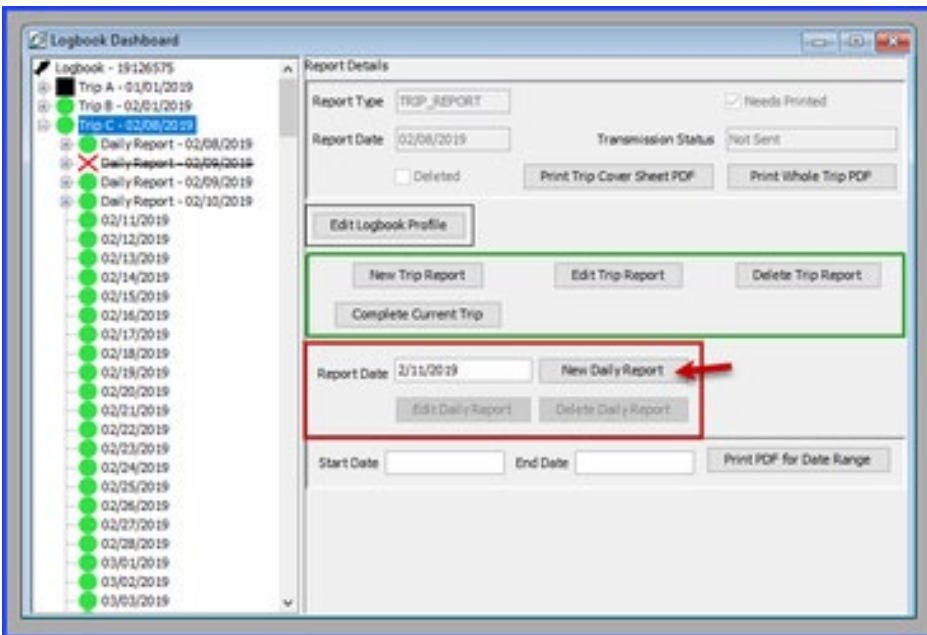 Logbook Dashboard
Logbook - 19126575
Trip A - 01/01/2019
Trip B - 02/01/2019
Trip C - 02/08/2019
Daily Report - 02/08/2019
Daily Report - 02/09/2019
Daily Report - 02/09/2019
Daily Report - 02/10/2019
02/11/2019
02/12/2019
02/13/2019
02/14/2019
02/15/2019
02/16/2019
02/17/2019
02/18/2019
02/19/2019
02/20/2019
02/21/2019
02/22/2019
02/23/2019
02/24/2019
02/25/2019
02/26/2019
02/27/2019
02/28/2019
03/01/2019
03/02/2019
03/03/2019
Report Details
Report Type TRIP_REPORT Needs Printed
Report Date 02/08/2019 Transmission Status Not Sent
Deleted Print Trip Cover Sheet PDF Print Whole Trip PDF
Edit Logbook Profile
New Trip Report Edit Trip Report Delete Trip Report
Complete Current Trip
Report Date 2/11/2019 New Daily Report
Edit Daily Report Delete Daily Report
Start Date End Date Print PDF for Date Range